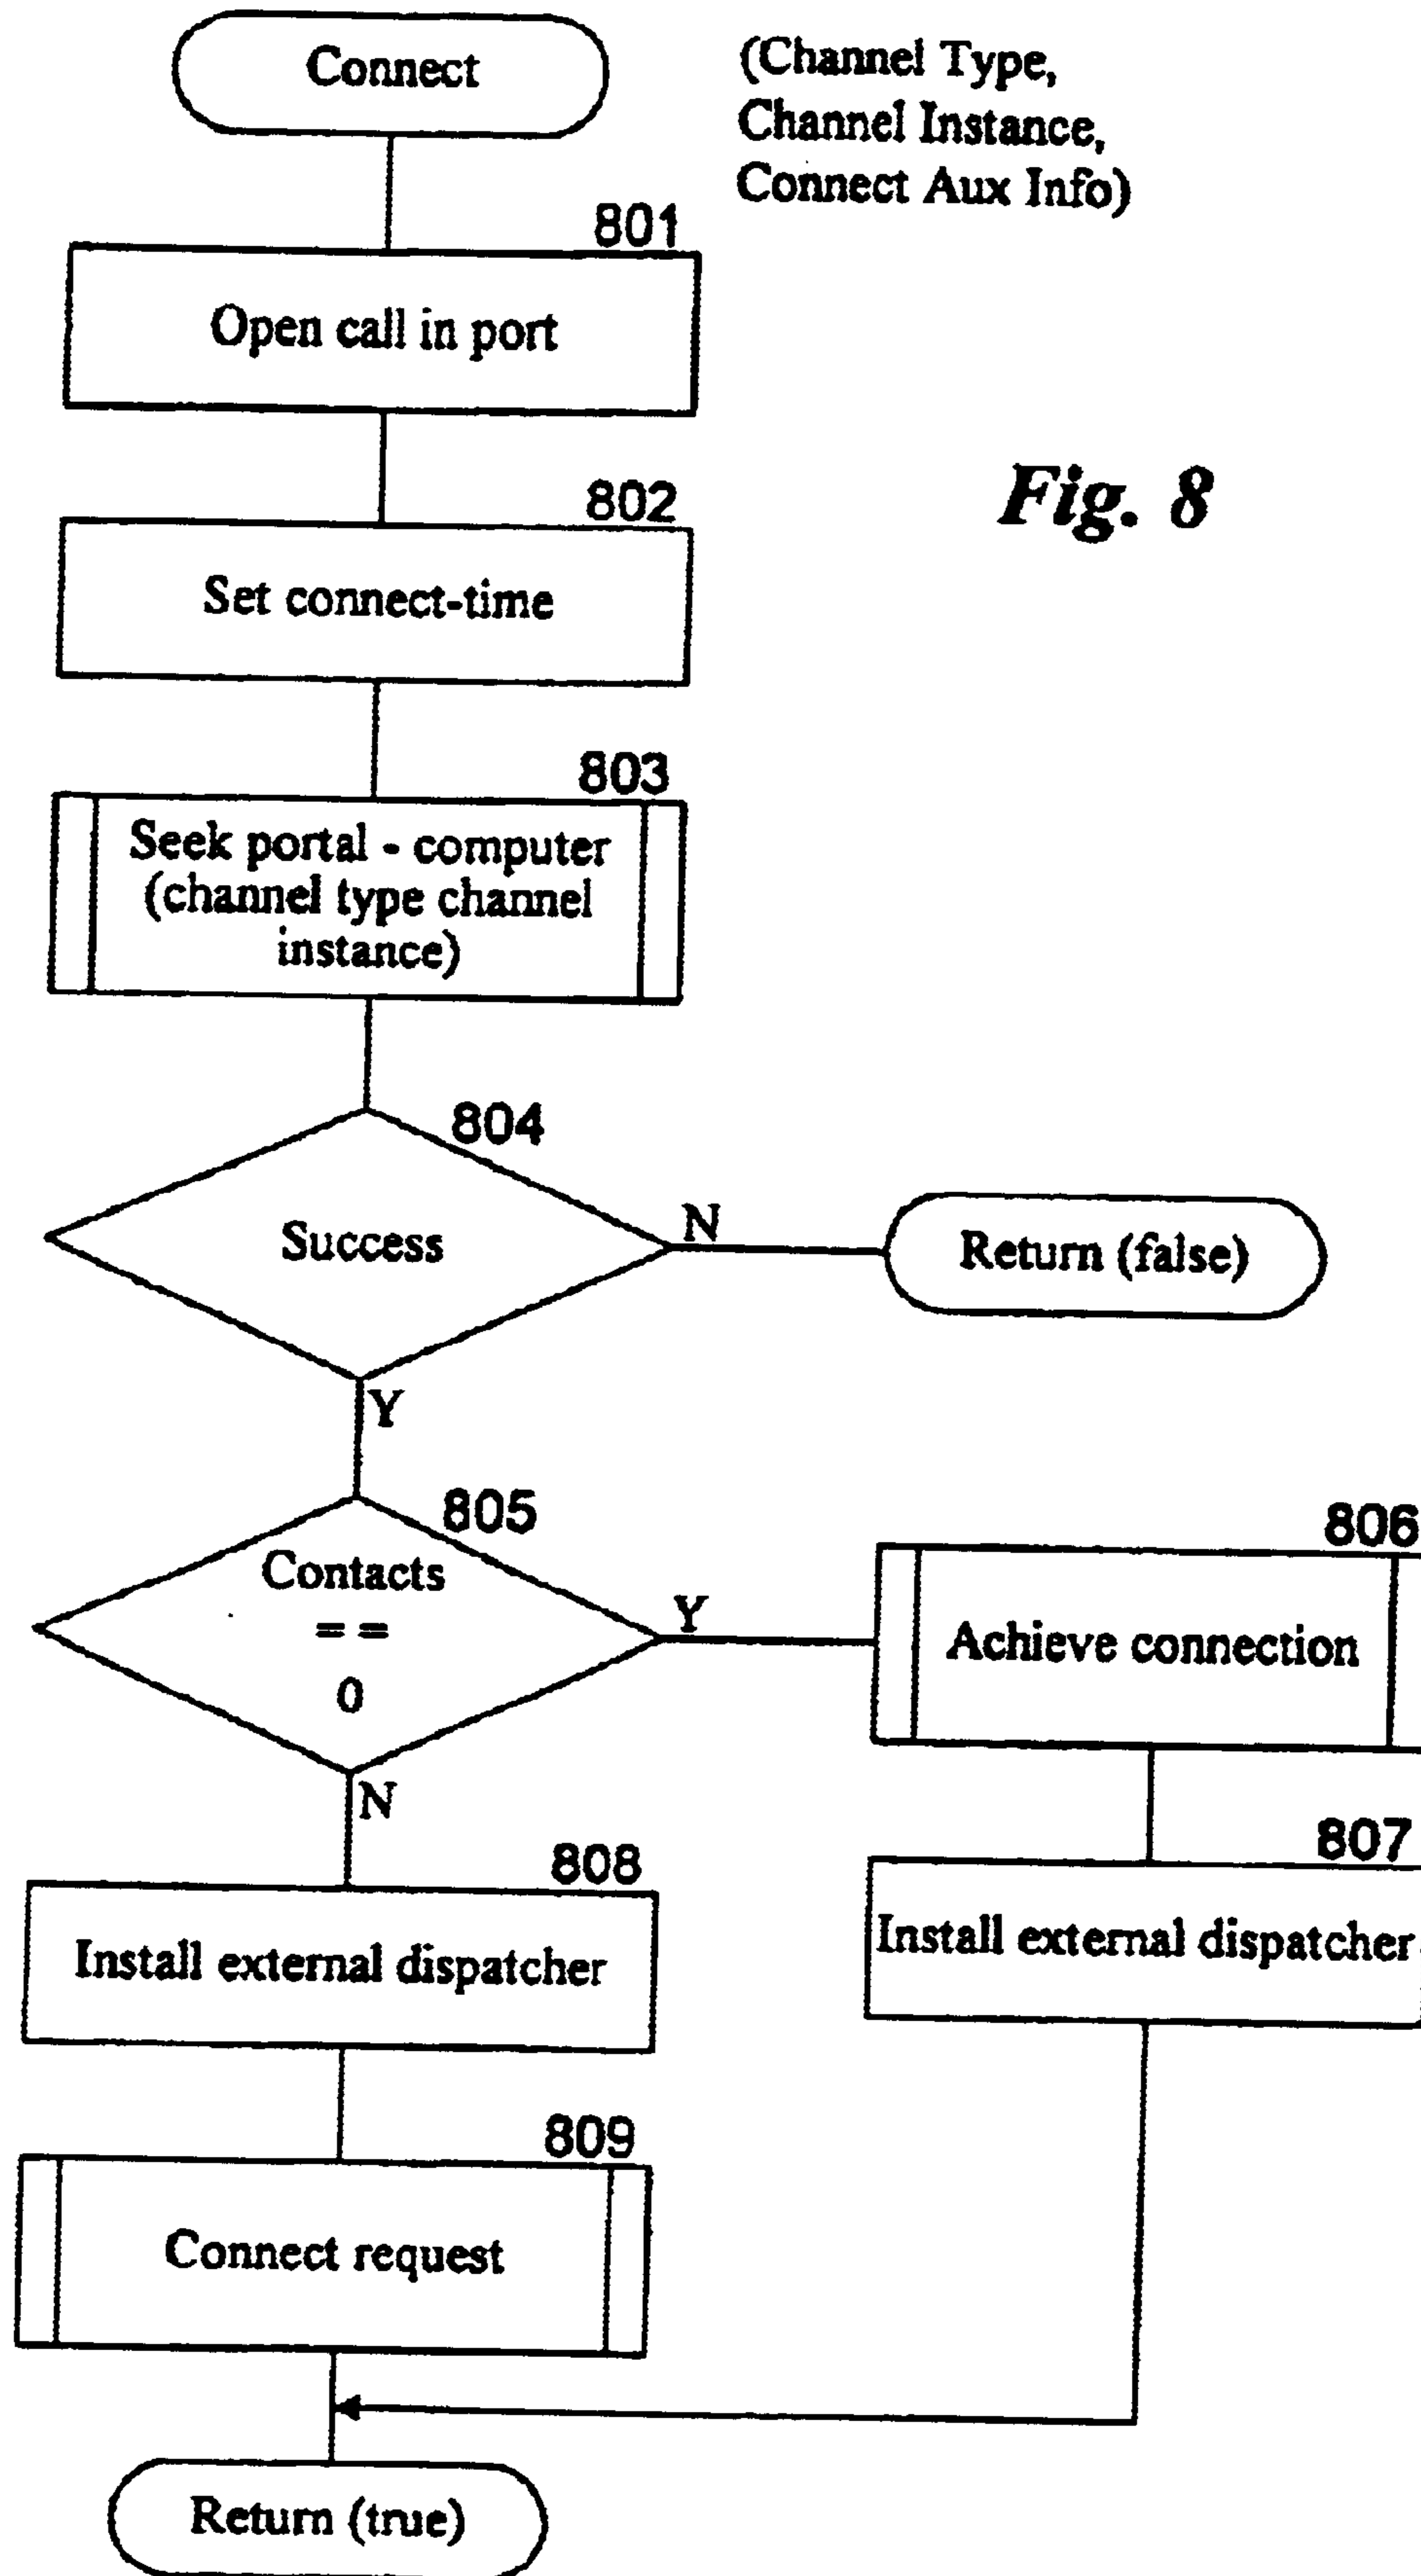 Connect
(Channel Type,
Channel Instance,
Connect Aux Info)
801
Open call in port
Fig. 8
802
Set connect-time
803
Seek portal - computer
(channel type channel
instance)
804
Success
N
Return (false)
Y
805
Contacts
= =
0
Y
806
Achieve connection
N
807
Install external dispatcher
808
Install external dispatcher
809
Connect request
Return (true)